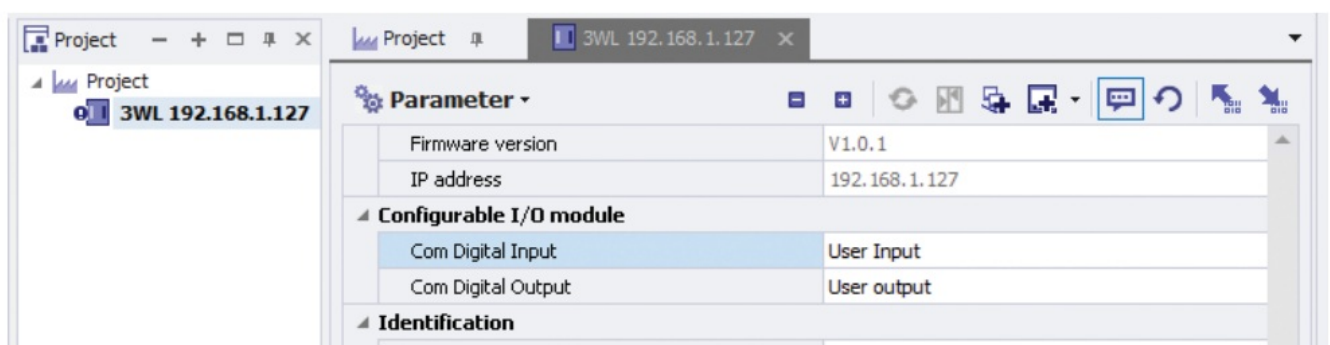 Project
Project
3WL 192.168.1.127
Project
3WL 192.168.1.127
Parameter
Firmware version V1.0.1
IP address 192.168.1.127
Configurable I/O module
Com Digital Input User Input
Com Digital Output User output
Identification